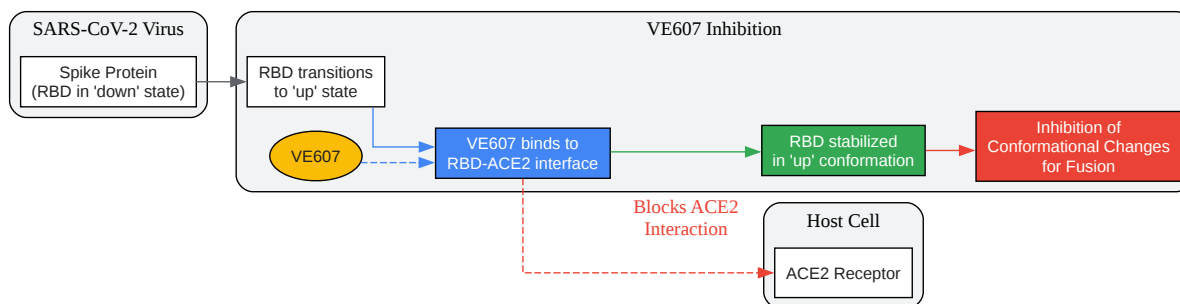 SARS-CoV-2 Virus
Spike Protein
(RBD in 'down' state)
VE607 Inhibition
RBD transitions
to 'up' state
VE607
VE607 binds to
RBD-ACE2 interface
RBD stabilized
in 'up' conformation
Inhibition of
Conformational Changes
for Fusion
Blocks ACE2
Interaction
Host Cell
ACE2 Receptor